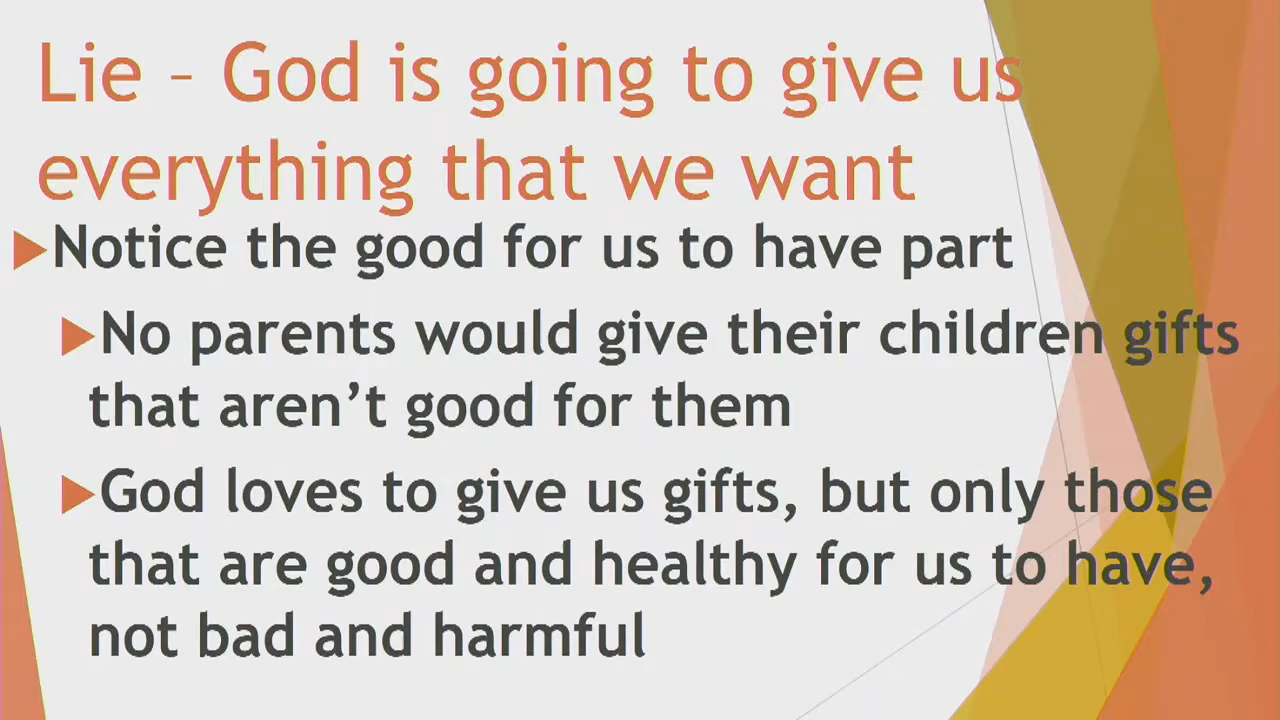 Lie – God is going to give us
everything that we want
Notice the good for us to have part
No parents would give their children gifts
that aren’t good for them
God loves to give us gifts, but only those
that are good and healthy for us to have,
not bad and harmful